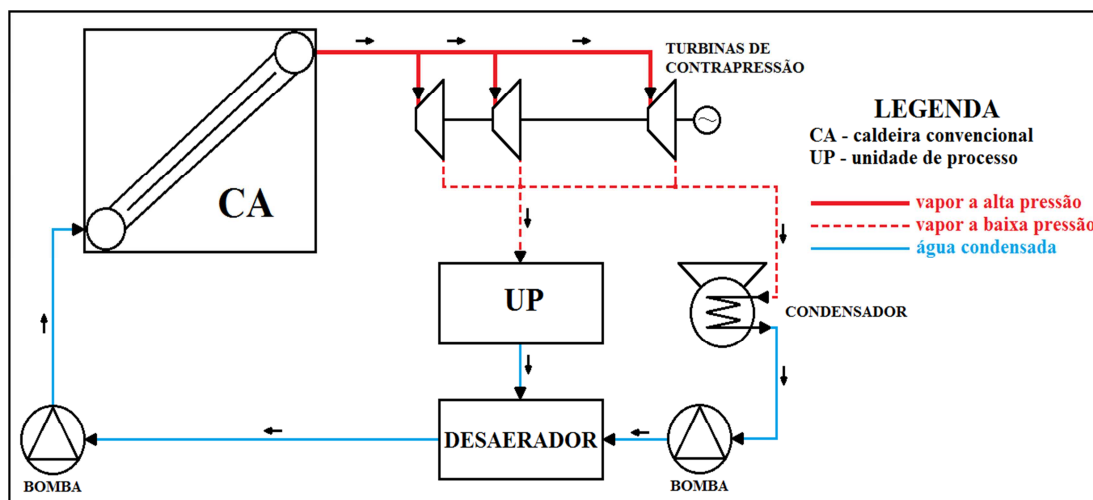 TURBINAS DE
CONTRAPRESSÃO
LEGENDA
CA - caldeira convencional
UP - unidade de processo
CA
vapor a alta pressão
vapor a baixa pressão
água condensada
UP
CONDENSADOR
DESAERADOR
BOMBA
BOMBA